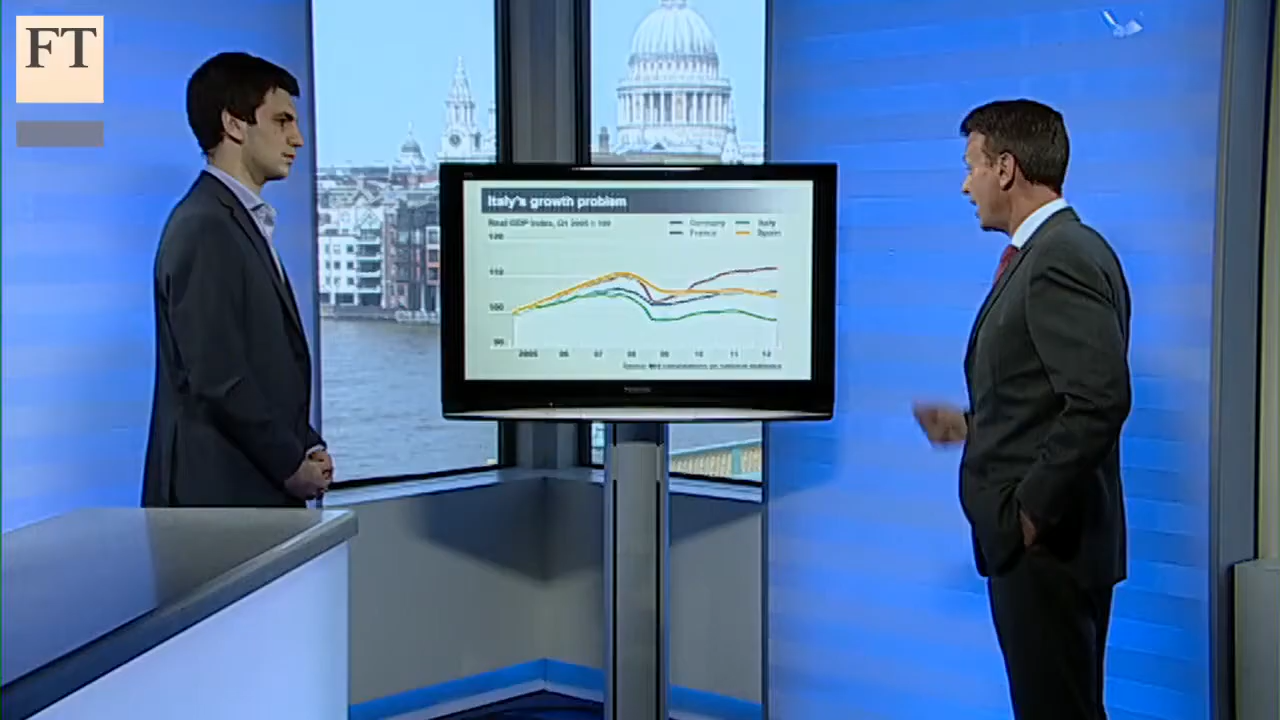 FT
Italy's growth problem
Real GDP index, Q1 2005 = 100
Germany
Italy
France
Spain
120
110
100
90
2005 06 07 08 09 10 11 12
TOSHIBA